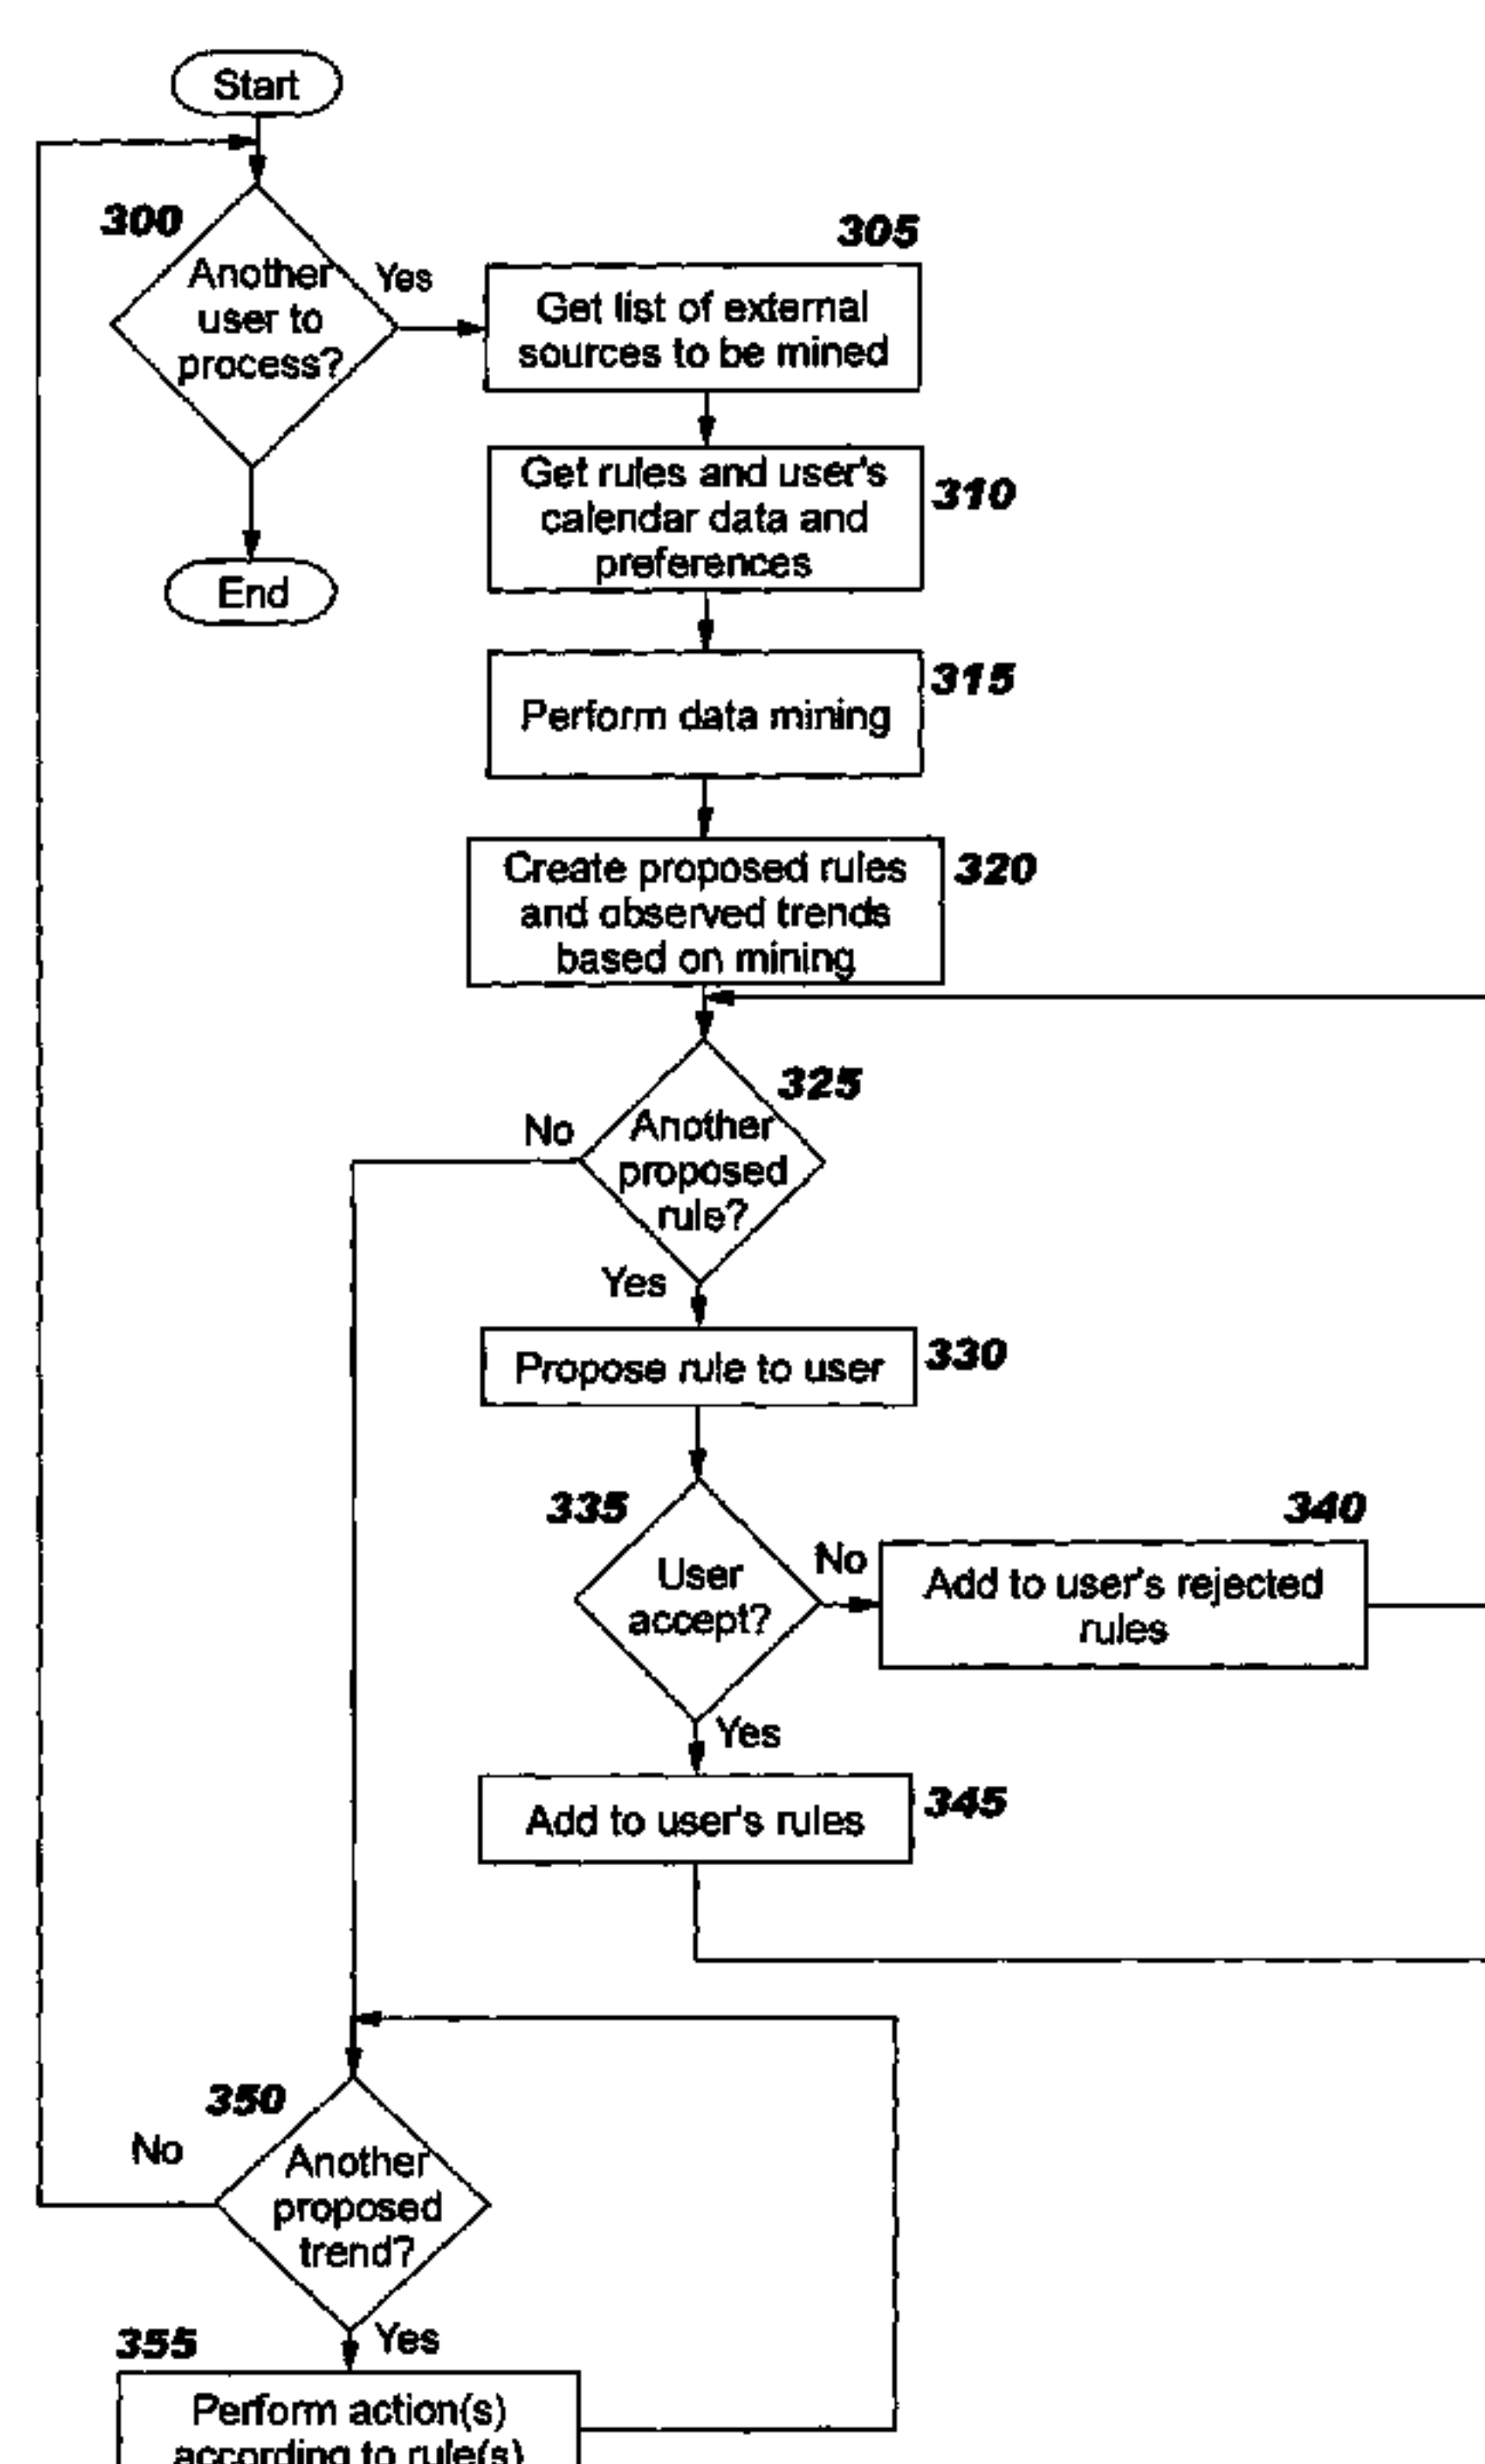 Start
300
Another
user to
process?
Yes
305
Get list of external
sources to be mined
Get rules and user's
calendar data and
preferences
310
End
315
Perform data mining
Create proposed rules
and observed trends
based on mining
320
325
No
Another
proposed
rule?
Yes
Propose rule to user
330
335
User
accept?
No
340
Add to user's rejected
rules
Yes
Add to user's rules
345
350
No
Another
proposed
trend?
Yes
355
Perform action(s)
according to rule(s)